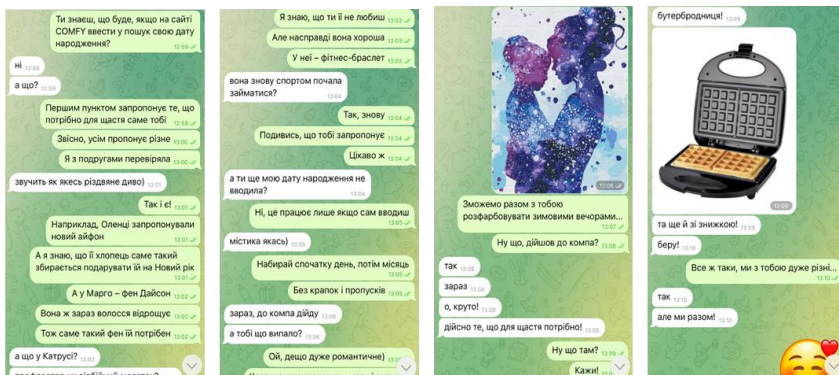 Ти знаєш, що буде, якщо на сайті
COMFY ввести у пошук свою дату
народження?
12:59
ні 12:59
а що? 12:59
Першим пунктом запропонує те, що
потрібно для щастя саме тобі
12:59
Звісно, усім пропонує різне 13:00
Я з подругами перевіряла 13:00
звучить як якесь різдвяне диво) 13:01
Так і є! 13:01
Наприклад, Оленці запропонували
новий айфон
13:01
А я знаю, що її хлопець саме такий
збирається подарувати їй на Новий рік
13:01
А у Марго – фен Дайсон 13:02
Вона ж зараз волосся відрощує 13:02
Тож саме такий фен їй потрібен 13:02
а що у Катрусі? 13:02
Я знаю, що ти її не любиш 13:03
Але насправді вона хороша 13:03
У неї – фітнес-браслет 13:03
вона знову спортом почала
займатися?
13:04
Так, знову 13:04
Подивись, що тобі запропонує 13:04
Цікаво ж 13:04
а ти ще мою дату народження не
вводила?
13:04
Ні, це працює лише якщо сам вводиш
13:05
містика якась) 13:05
Набирай спочатку день, потім місяць
13:05
Без крапок і пропусків 13:05
зараз, до компа дійду 13:06
а тобі що випало? 13:06
Ой, дещо дуже романтичне)
13:06
Зможемо разом з тобою
розфарбовувати зимовими вечорами...
13:07
Ну що, дійшов до компа? 13:08
так 13:08
зараз 13:08
о, круто! 13:08
дійсно те, що для щастя потрібно! 13:08
Ну що там? 13:09
Кажи! 13:09
бутербродниця! 13:09
13:09
та ще й зі знижкою! 13:09
беру! 13:10
Все ж таки, ми з тобою дуже різні...
13:10
так 13:10
але ми разом! 13:10